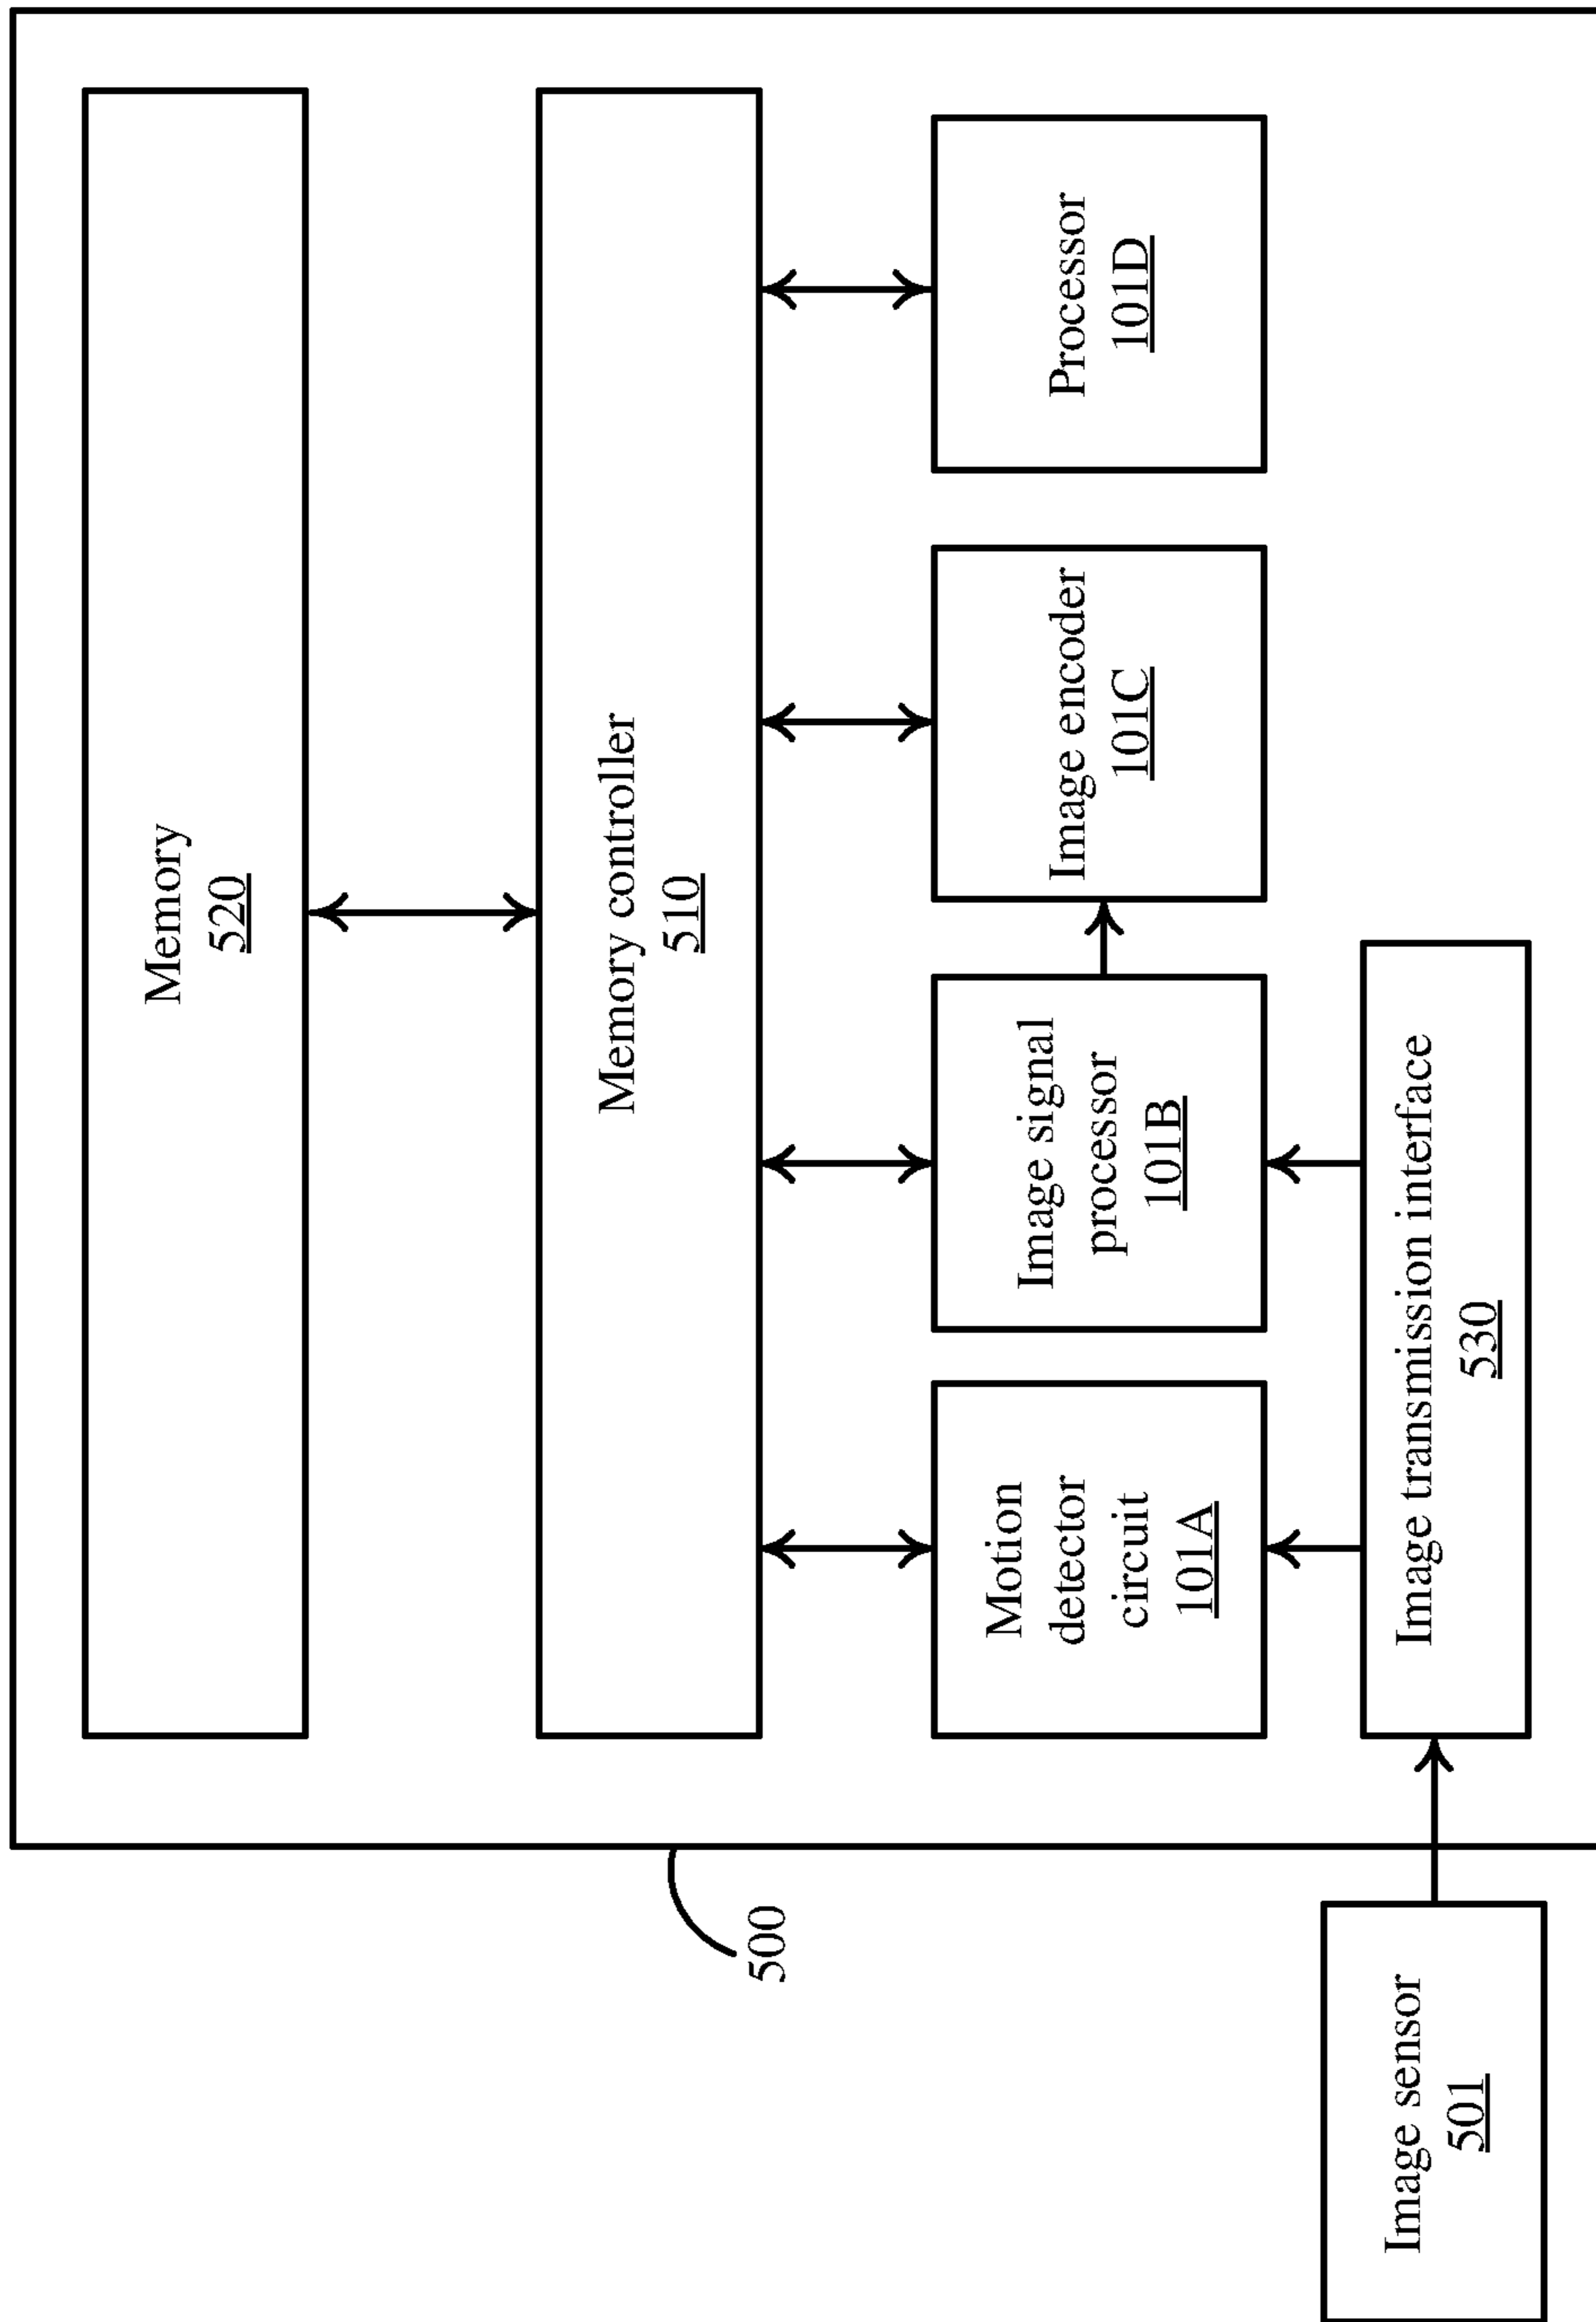 Memory
520
Memory controller
510
Motion
detector
circuit
101A
Image signal
processor
101B
Image encoder
101C
Processor
101D
Image transmission interface
530
500
Image sensor
501